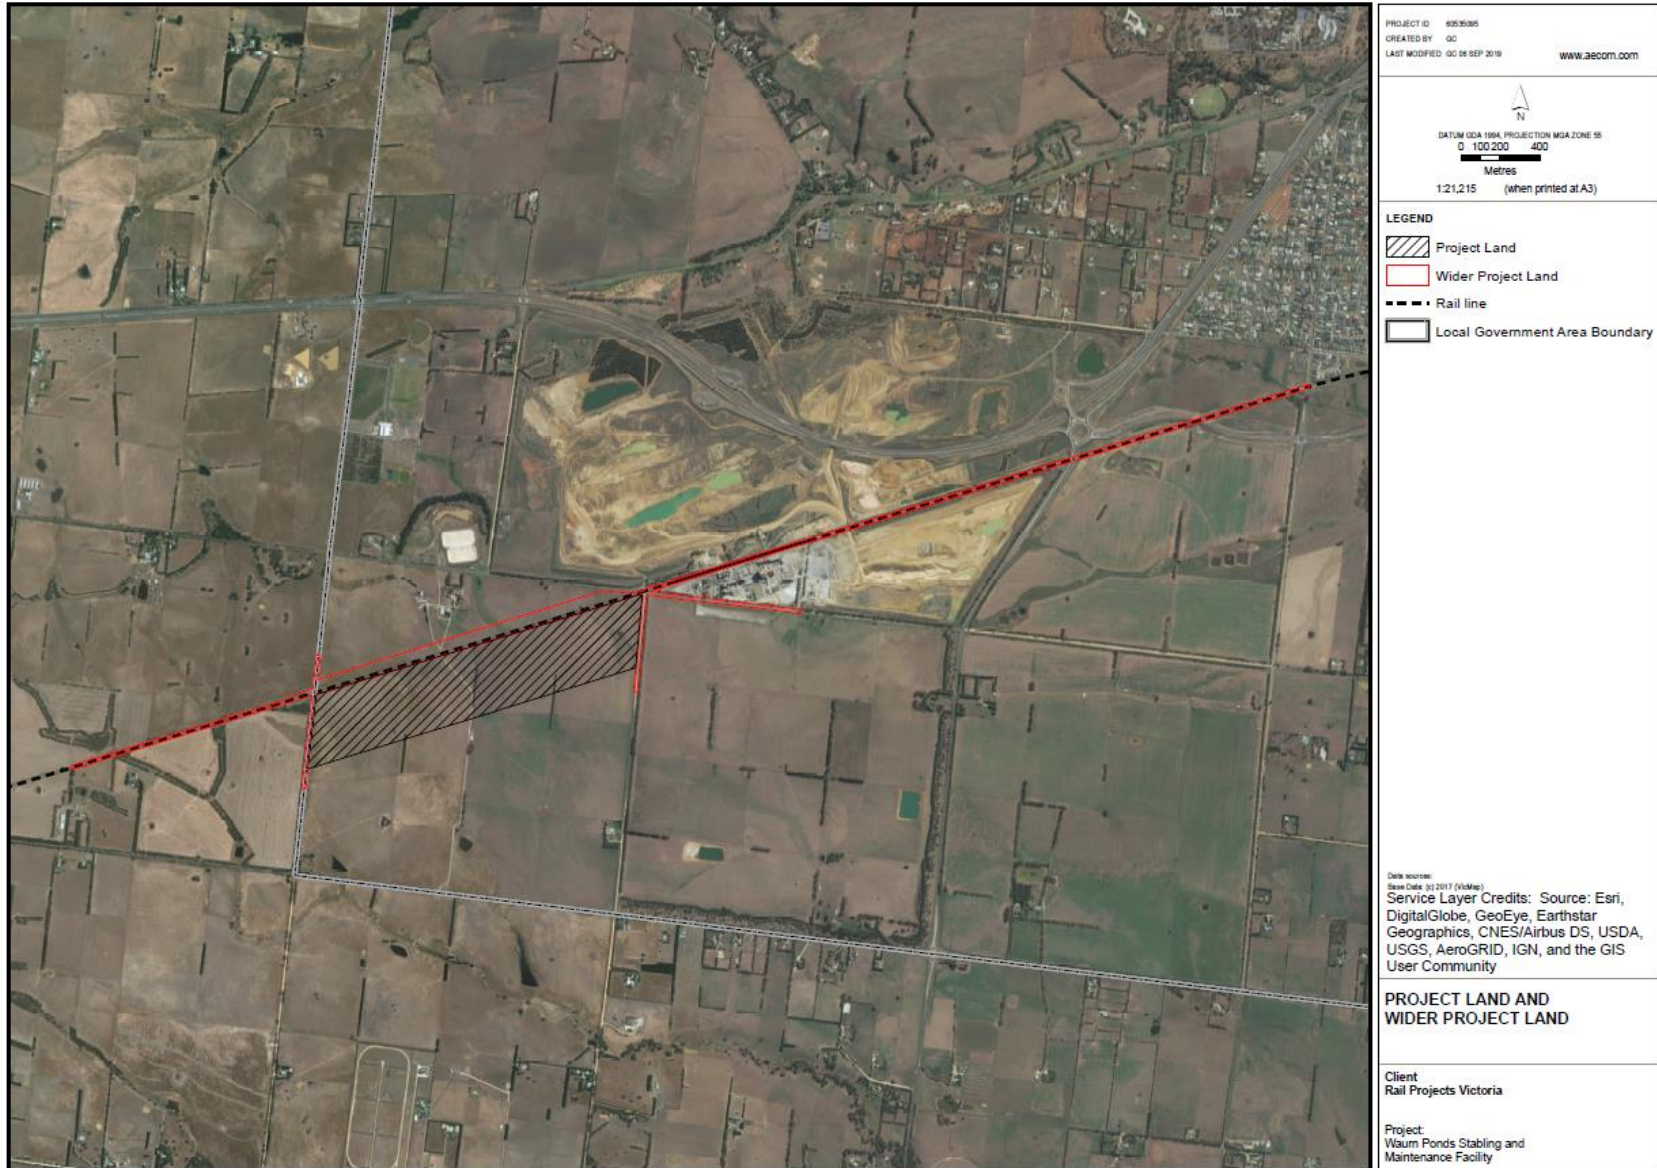 PROJECT ID 60535095
CREATED BY GC
LAST MODIFIED GC 06 SEP 2019
www.aecom.com
N
DATUM GDA 1994, PROJECTION MGA ZONE 55
0 100 200 400
Metres
1:21,215 (when printed at A3)
LEGEND
Project Land
Wider Project Land
Rail line
Local Government Area Boundary
Data sources:
Base Data: (c) 2017 (VicMap)
Service Layer Credits: Source: Esri,
DigitalGlobe, GeoEye, Earthstar
Geographics, CNES/Airbus DS, USDA,
USGS, AeroGRID, IGN, and the GIS
User Community
PROJECT LAND AND
WIDER PROJECT LAND
Client
Rail Projects Victoria
Project:
Waurn Ponds Stabling and
Maintenance Facility